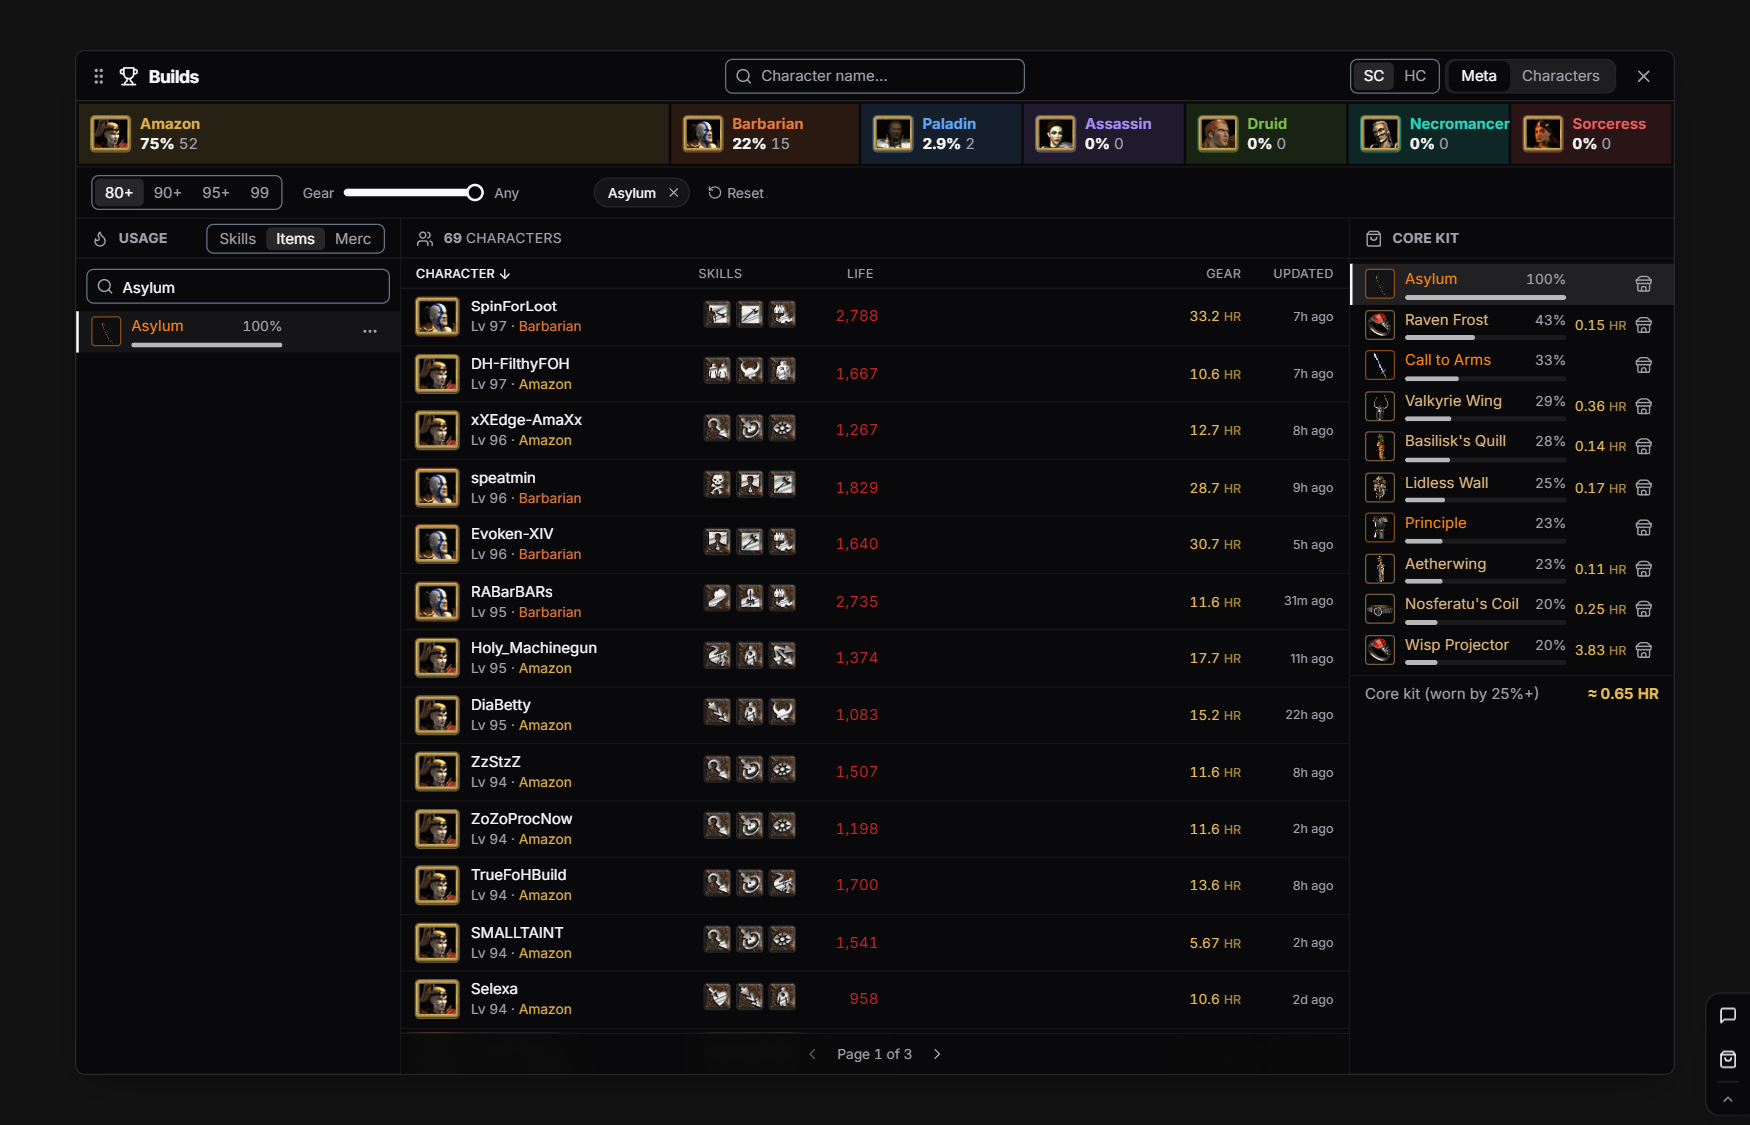 Builds
Character name...
SC HC
Meta Characters
Amazon
75% 52
Barbarian
22% 15
Paladin
2.9% 2
Assassin
0% 0
Druid
0% 0
Necromancer
0% 0
Sorceress
0% 0
80+ 90+ 95+ 99
Gear Any
Asylum
Reset
USAGE
Skills Items Merc
Asylum
Asylum 100%
69 CHARACTERS
CHARACTER SKILLS LIFE GEAR UPDATED
SpinForLoot
Lv 97 · Barbarian
2,788 33.2 HR 7h ago
DH-FilthyFOH
Lv 97 · Amazon
1,667 10.6 HR 7h ago
xXEdge-AmaXx
Lv 96 · Amazon
1,267 12.7 HR 8h ago
speatmin
Lv 96 · Barbarian
1,829 28.7 HR 9h ago
Evoken-XIV
Lv 96 · Barbarian
1,640 30.7 HR 5h ago
RABarBARs
Lv 95 · Barbarian
2,735 11.6 HR 31m ago
Holy_Machinegun
Lv 95 · Amazon
1,374 17.7 HR 11h ago
DiaBetty
Lv 95 · Amazon
1,083 15.2 HR 22h ago
ZzStzZ
Lv 94 · Amazon
1,507 11.6 HR 8h ago
ZoZoProcNow
Lv 94 · Amazon
1,198 11.6 HR 2h ago
TrueFoHBuild
Lv 94 · Amazon
1,700 13.6 HR 8h ago
SMALLTAINT
Lv 94 · Amazon
1,541 5.67 HR 2h ago
Selexa
Lv 94 · Amazon
958 10.6 HR 2d ago
Page 1 of 3
CORE KIT
Asylum 100%
Raven Frost 43% 0.15 HR
Call to Arms 33%
Valkyrie Wing 29% 0.36 HR
Basilisk's Quill 28% 0.14 HR
Lidless Wall 25% 0.17 HR
Principle 23%
Aetherwing 23% 0.11 HR
Nosferatu's Coil 20% 0.25 HR
Wisp Projector 20% 3.83 HR
Core kit (worn by 25%+) ≈ 0.65 HR